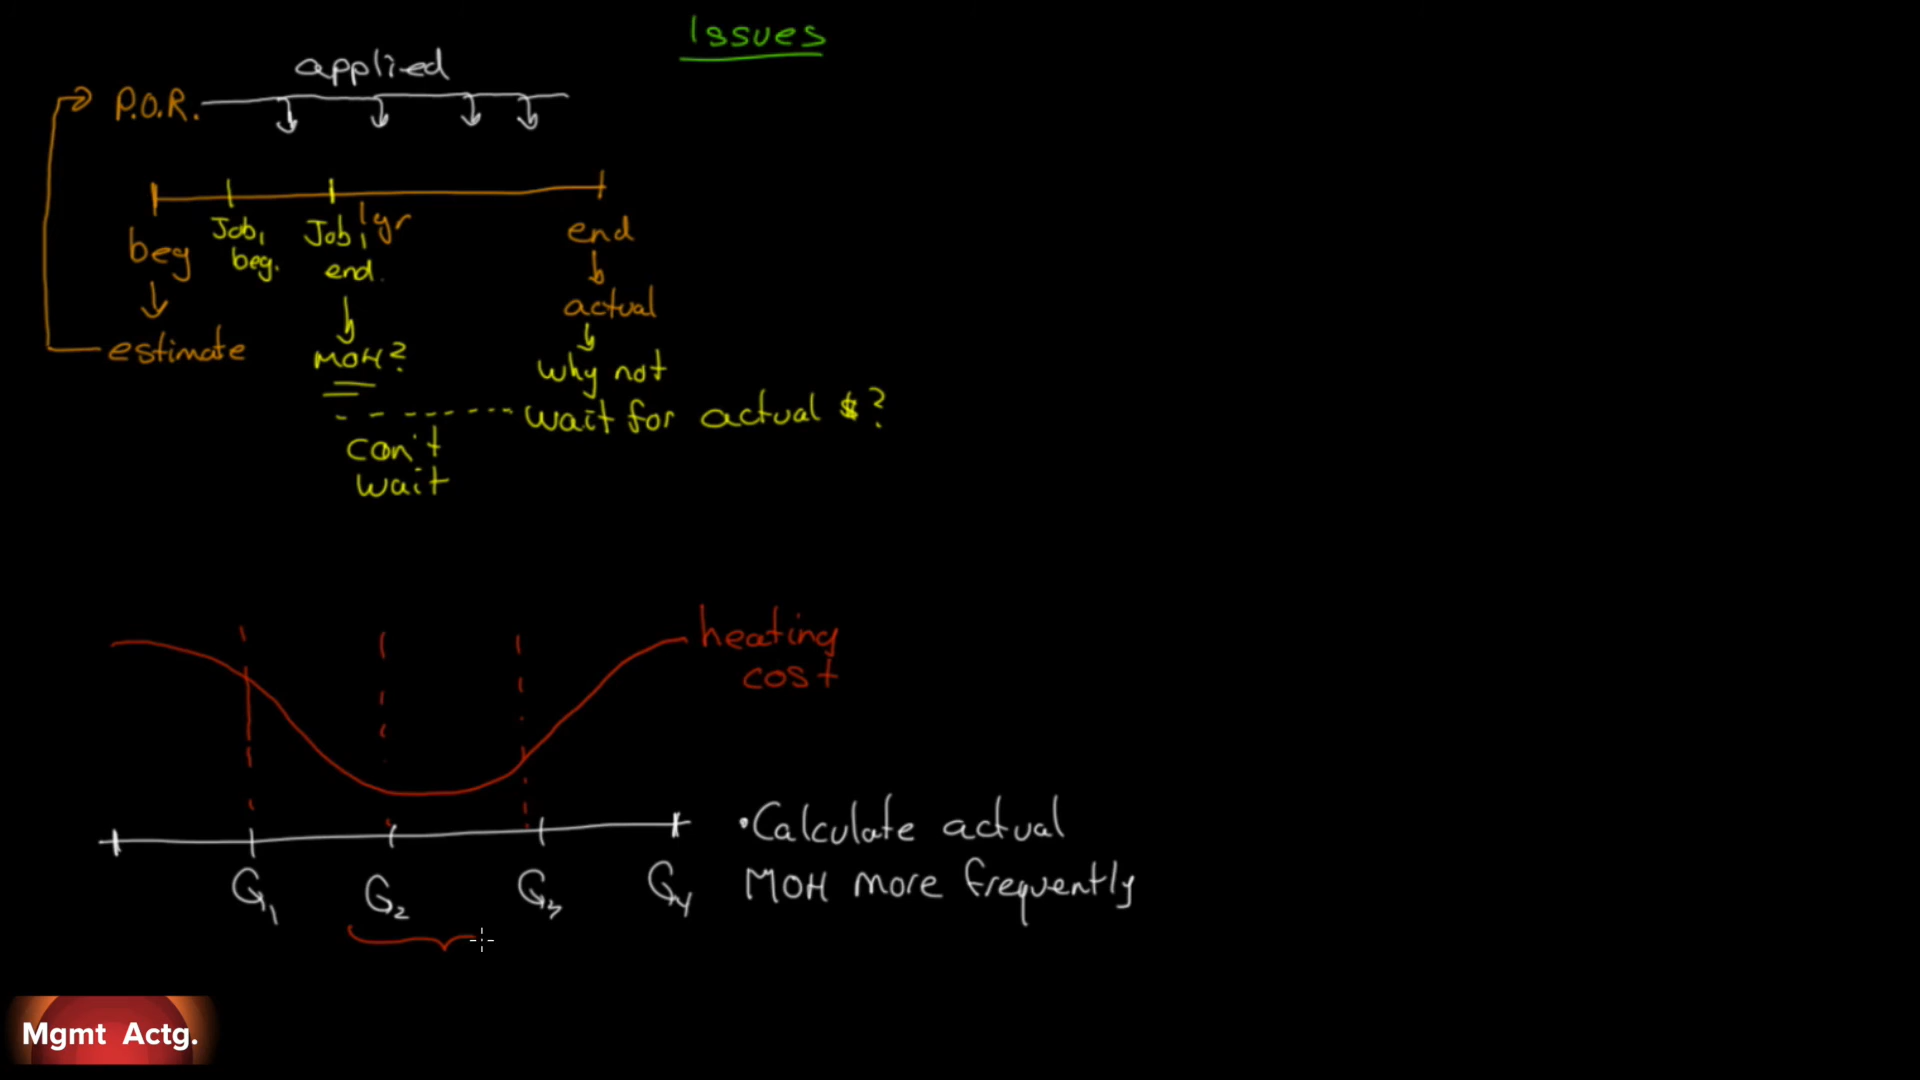 Issues
applied
P.O.R.
1yr
beg
Job1
beg.
Job1
end.
end
estimate
MOH?
actual
why not
wait for actual $?
can't
wait
heating
cost
•Calculate actual
MOH more frequently
Q1 Q2 Q3 Q4
Mgmt Actg.